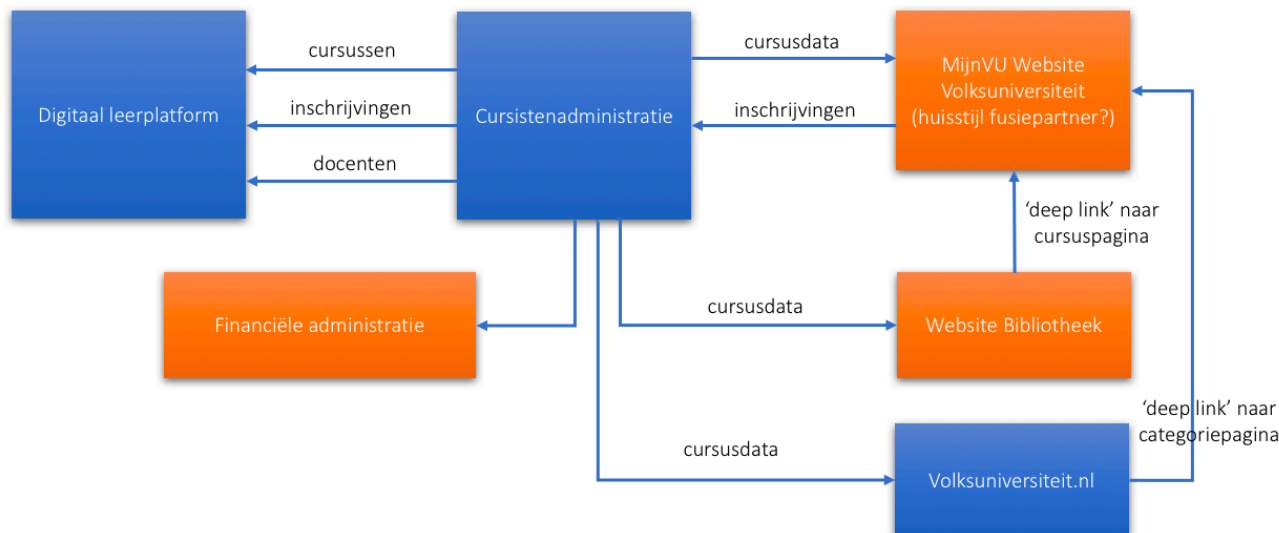 cursussen
cursusdata
MijnVU Website
Volksuniversiteit
(huisstijl fusiepartner?)
Digitaal leerplatform
inschrijvingen
Cursistenadministratie
inschrijvingen
docenten
‘deep link’ naar
cursuspagina
Financiële administratie
cursusdata
Website Bibliotheek
‘deep link’ naar
categoriepagina
cursusdata
Volksuniversiteit.nl